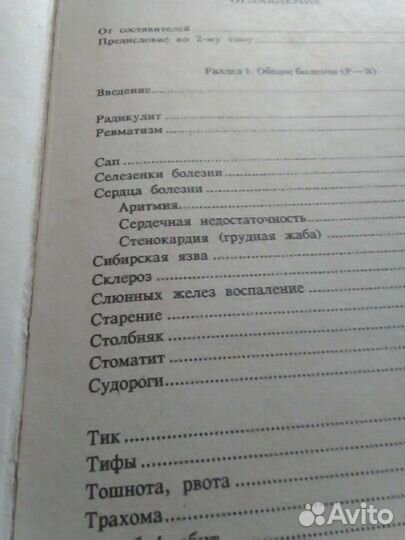 ОГЛАВЛЕНИЕ
От составителей
Предисловие ко 2-му тому
Раздел 1. Общие болезни (Р—Я)
Введение
Радикулит
Ревматизм
Сап
Селезенки болезни
Сердца болезни
Аритмия
Сердечная недостаточность
Стенокардия (грудная жаба)
Сибирская язва
Склероз
Слюнных желез воспаление
Старение
Столбняк
Стоматит
Судороги
Тик
Тифы
Тошнота, рвота
Трахома
Avito